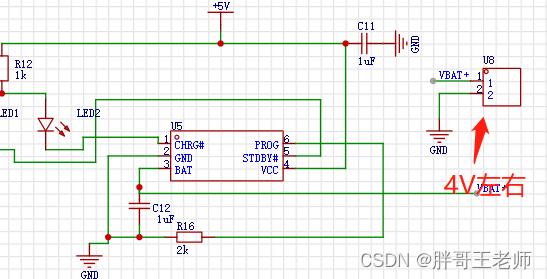 +5V
C11
1uF
GND
R12
1k
LED1
LED2
U8
VBAT+
1 1
2 2
GND
U5
1 CHRG#
2 GND
3 BAT
PROG 6
STDBY# 5
VCC 4
4V左右
VBAT+
C12
1uF
R16
2k
GND
CSDN @胖哥王老师